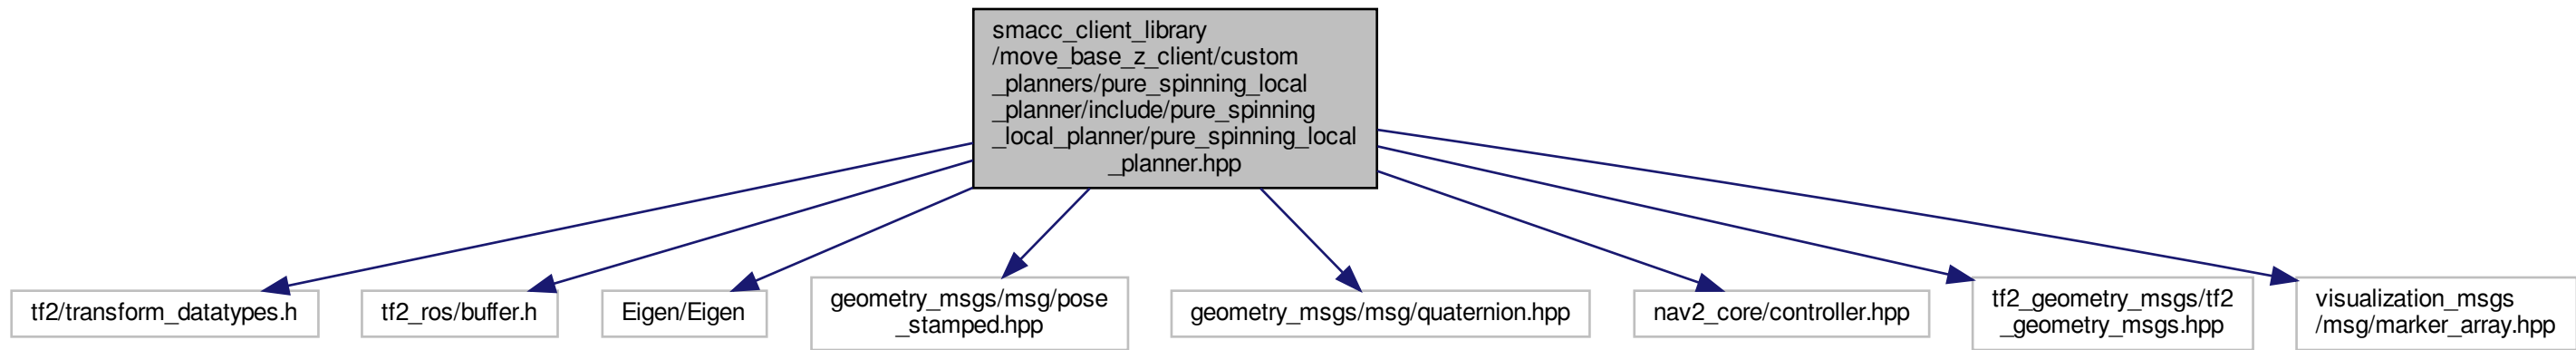 smacc_client_library
/move_base_z_client/custom
_planners/pure_spinning_local
_planner/include/pure_spinning
_local_planner/pure_spinning_local
_planner.hpp
tf2/transform_datatypes.h
tf2_ros/buffer.h
Eigen/Eigen
geometry_msgs/msg/pose
_stamped.hpp
geometry_msgs/msg/quaternion.hpp
nav2_core/controller.hpp
tf2_geometry_msgs/tf2
_geometry_msgs.hpp
visualization_msgs
/msg/marker_array.hpp